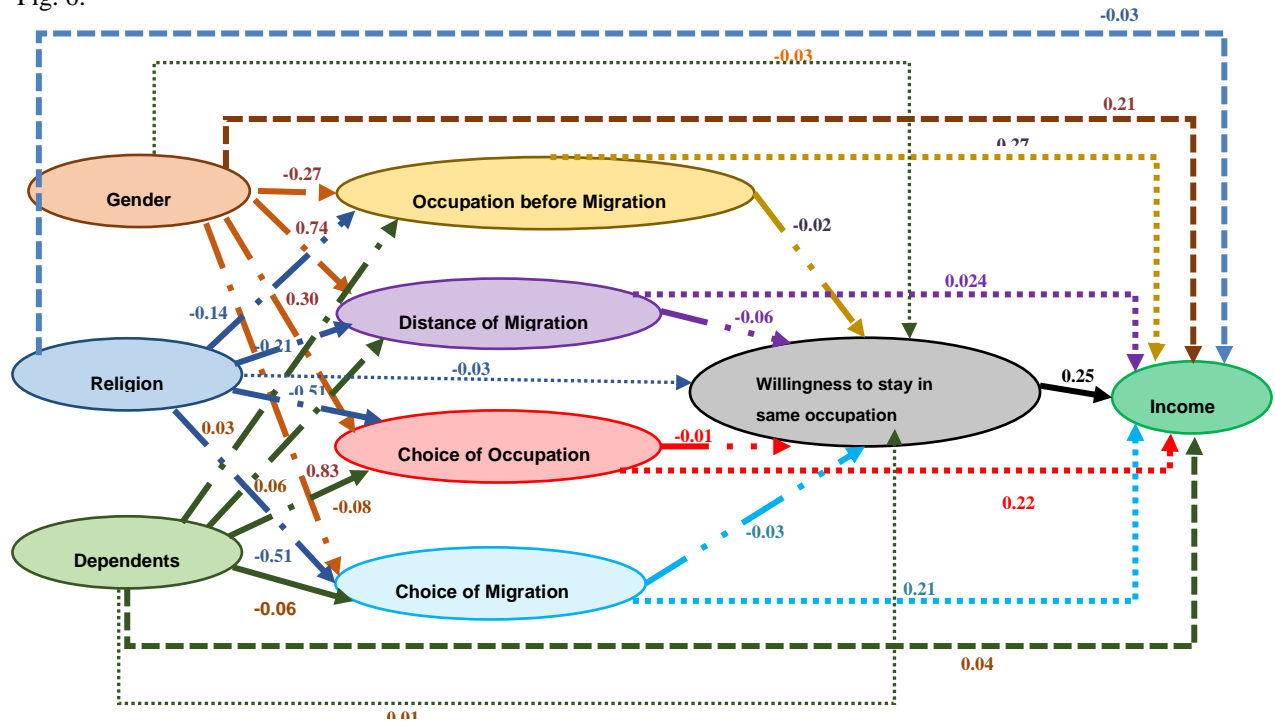 Fig. 6.
-0.03
-0.03
0.21
0.27
Gender
-0.27
Occupation before Migration
-0.02
0.74
0.024
0.30
-0.14
Distance of Migration
-0.06
-0.21
Religion
-0.03
Willingness to stay in
same occupation
0.25
Income
-0.51
0.03
-0.01
Choice of Occupation
0.83
0.06
-0.08
0.22
-0.03
Dependents
-0.51
Choice of Migration
0.21
-0.06
0.04
0.01